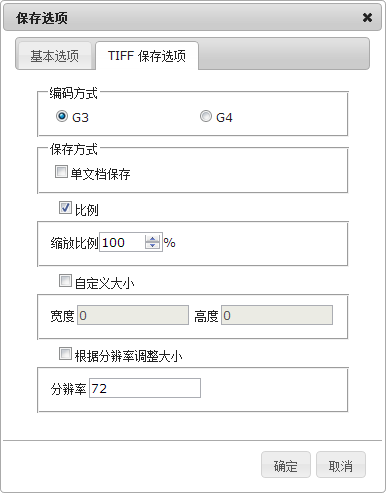 保存选项
基本选项 TIFF 保存选项
编码方式
G3 G4
保存方式
单文档保存
比例
缩放比例 100 %
自定义大小
宽度 0 高度 0
根据分辨率调整大小
分辨率 72
确定 取消